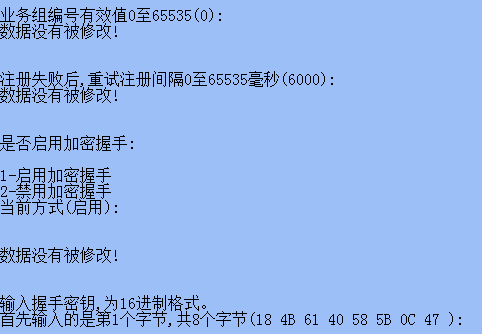 业务组编号有效值0至65535(0):
数据没有被修改!
注册失败后,重试注册间隔0至65535毫秒(6000):
数据没有被修改!
是否启用加密握手:
1-启用加密握手
2-禁用加密握手
当前方式(启用):
数据没有被修改!
输入握手密钥,为16进制格式。
首先输入的是第1个字节,共8个字节(18 4B 61 40 58 5B 0C 47 ):